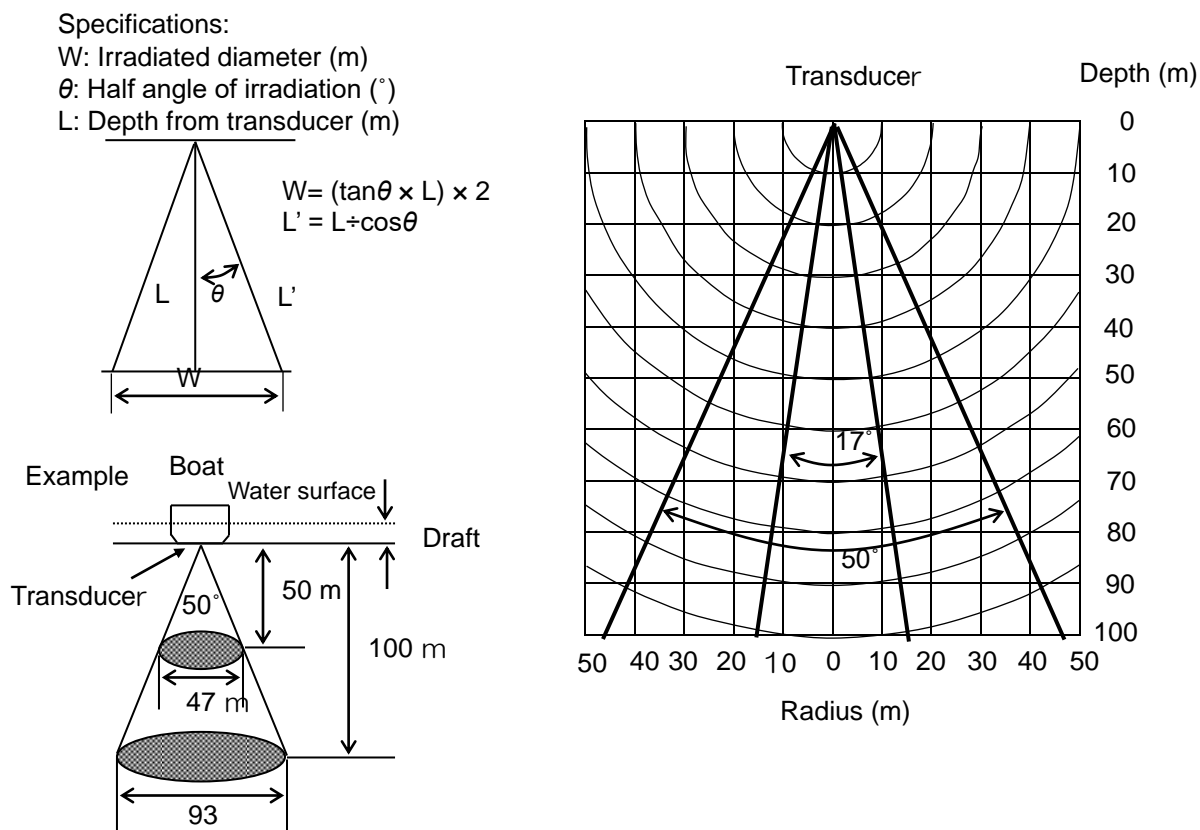 Specifications:
W: Irradiated diameter (m)
θ: Half angle of irradiation (˚)
L: Depth from transducer (m)
W= (tanθ × L) × 2
L’ = L÷cosθ
L
θ
L’
W
Example
Boat
Water surface
Draft
Transducer
50˚
50 m
100 m
47 m
93
Transducer
Depth (m)
0
10
20
30
40
50
60
70
80
90
100
17˚
50˚
50 40 30 20 10 0 10 20 30 40 50
Radius (m)